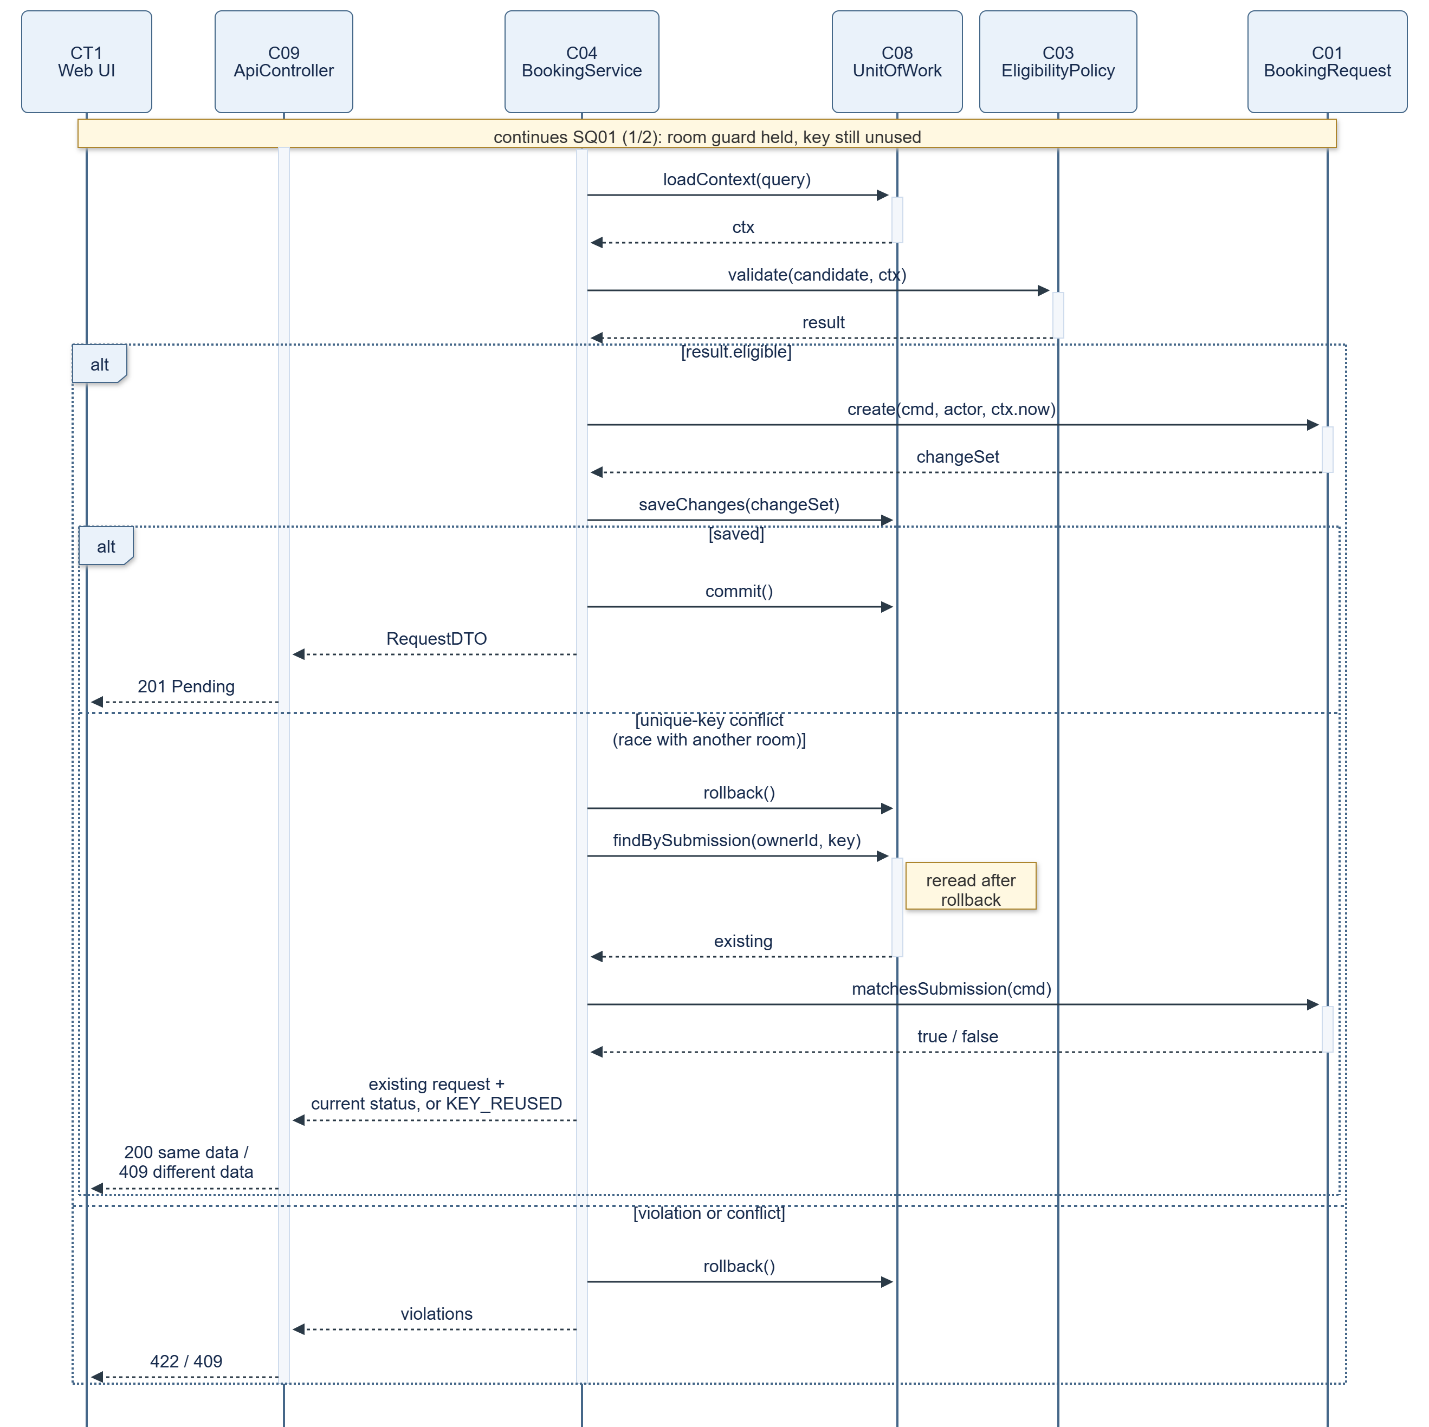 CT1
Web UI
C09
ApiController
C04
BookingService
C08
UnitOfWork
C03
EligibilityPolicy
C01
BookingRequest
continues SQ01 (1/2): room guard held, key still unused
loadContext(query)
ctx
validate(candidate, ctx)
result
alt
[result.eligible]
create(cmd, actor, ctx.now)
changeSet
saveChanges(changeSet)
alt
[saved]
commit()
RequestDTO
201 Pending
[unique-key conflict
(race with another room)]
rollback()
findBySubmission(ownerId, key)
reread after
rollback
existing
matchesSubmission(cmd)
true / false
existing request +
current status, or KEY_REUSED
200 same data /
409 different data
[violation or conflict]
rollback()
violations
422 / 409